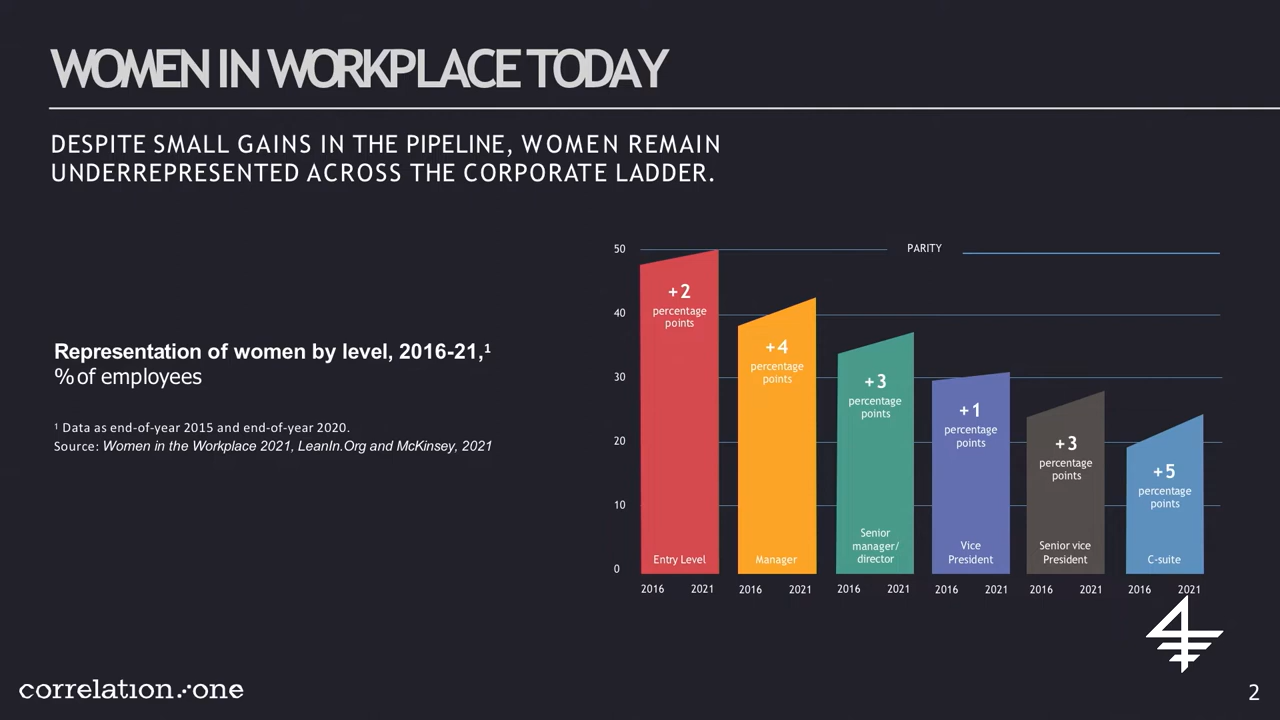 WOMEN IN WORKPLACE TODAY
DESPITE SMALL GAINS IN THE PIPELINE, WOMEN REMAIN
UNDERREPRESENTED ACROSS THE CORPORATE LADDER.
Representation of women by level, 2016-21,¹
% of employees
¹ Data as end-of-year 2015 and end-of-year 2020.
Source: Women in the Workplace 2021, LeanIn.Org and McKinsey, 2021
50
PARITY
40
30
20
10
0
+2
percentage
points
Entry Level
+4
percentage
points
Manager
+3
percentage
points
Senior
manager/
director
+1
percentage
points
Vice
President
+3
percentage
points
Senior vice
President
+5
percentage
points
C-suite
2016 2021 2016 2021 2016 2021 2016 2021 2016 2021 2016 2021
correlation.:one
2